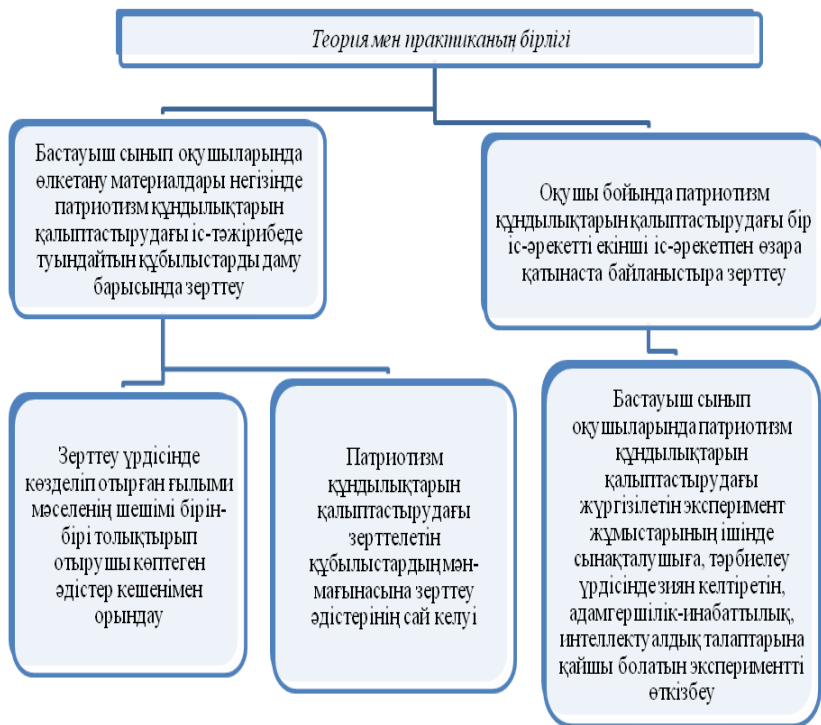 Теория мен практиканың бірлігі
Бастауыш сынып оқушыларында
өлкетану материалдары негізінде
патриотизм құндылықтарын
қалыптастырудағы іс-тәжірибеде
туындайтын құбылыстарды даму
барысында зерттеу
Оқушы бойында патриотизм
құндылықтарын қалыптастырудағы бір
іс-әрекетті екінші іс-әрекетпен өзара
қатынаста байланыстыра зерттеу
Зерттеу үрдісінде
көзделіп отырған ғылыми
мәселенің шешімі бірін-
бірі толықтырып
отырушы көптеген
әдістер кешенімен
орындау
Патриотизм
құндылықтарын
қалыптастырудағы
зерттелетін
құбылыстардың мән-
мағынасына зерттеу
әдістерінің сай келуі
Бастауыш сынып
оқушыларында патриотизм
құндылықтарын
қалыптастырудағы
жүргізілетін эксперимент
жұмыстарының ішінде
сынақталушыға, тәрбиелеу
үрдісінде зиян келтіретін,
адамгершілік-инабаттылық,
интеллектуалдық талаптарына
қайшы болатын экспериментті
өткізбеу